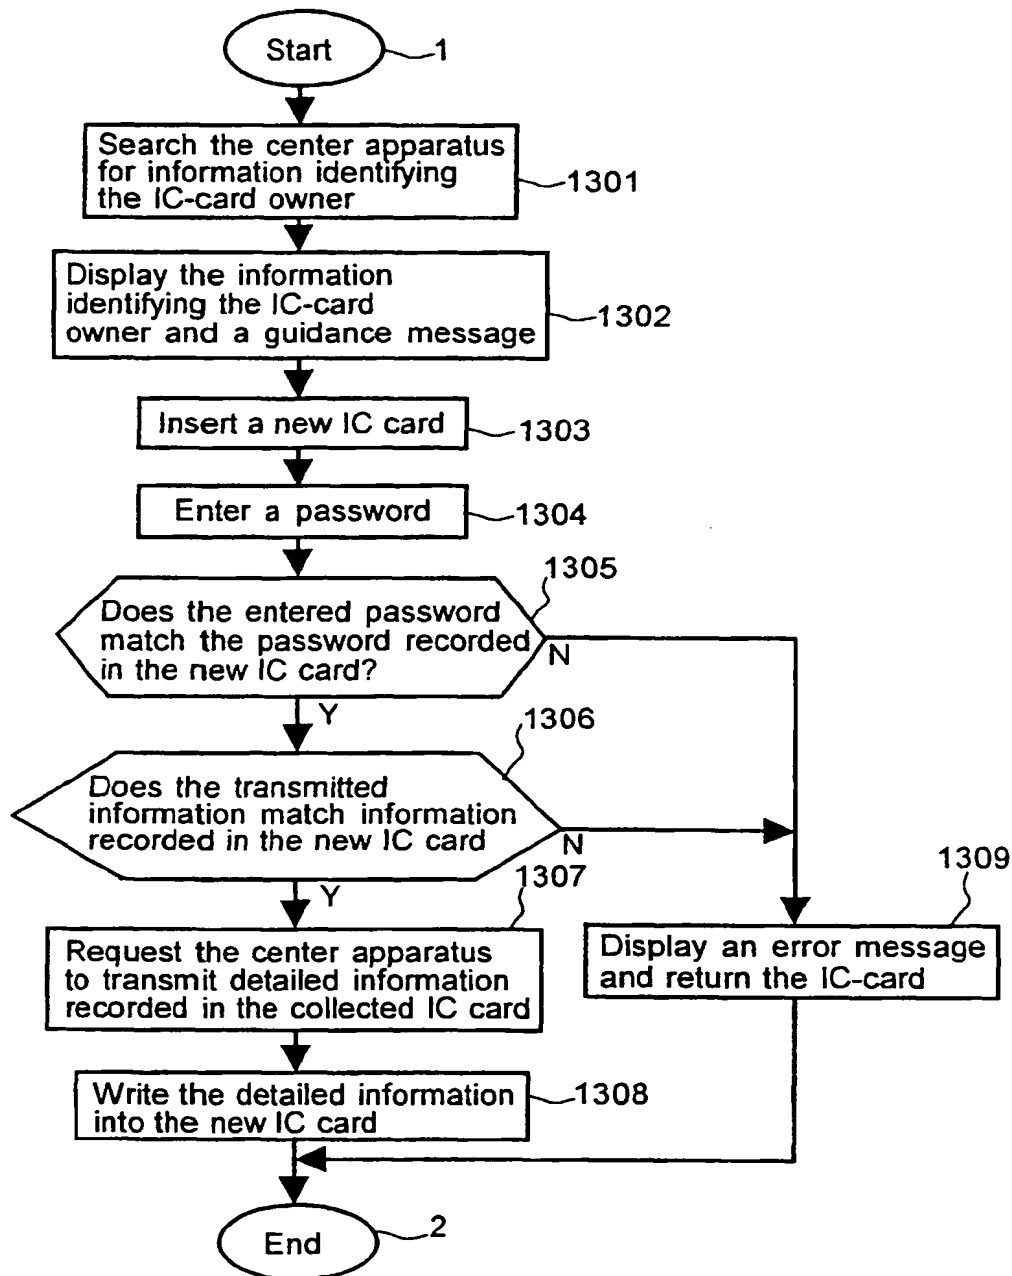 Start
1
Search the center apparatus
for information identifying
the IC-card owner
1301
Display the information
identifying the IC-card
owner and a guidance message
1302
Insert a new IC card
1303
Enter a password
1304
1305
Does the entered password
match the password recorded
in the new IC card?
N
Y
1306
Does the transmitted
information match information
recorded in the new IC card
N
Y
1307
Request the center apparatus
to transmit detailed information
recorded in the collected IC card
1309
Display an error message
and return the IC-card
Write the detailed information
into the new IC card
1308
End
2